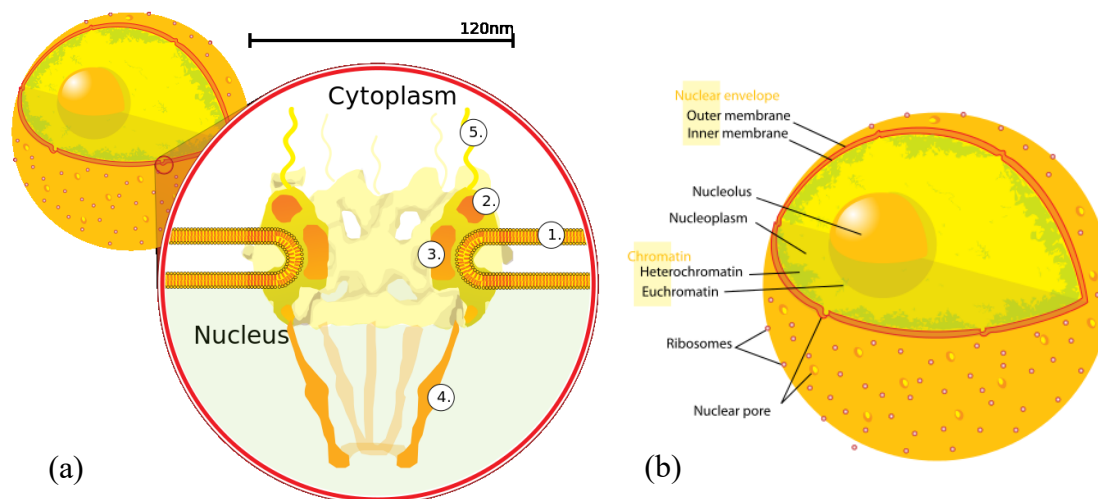 120nm
Cytoplasm
5.
2.
1.
3.
Nucleus
4.
(a)
Nuclear envelope
Outer membrane
Inner membrane
Nucleolus
Nucleoplasm
Chromatin
Heterochromatin
Euchromatin
Ribosomes
Nuclear pore
(b)